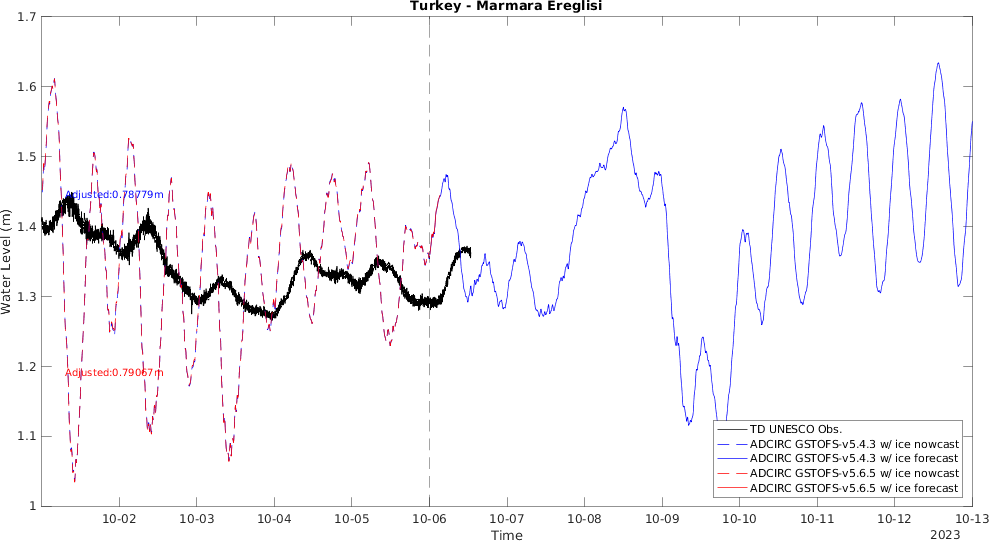 Turkey - Marmara Ereglisi
1.7
1.6
1.5
1.4
1.3
1.2
1.1
1
Water Level (m)
Adjusted:0.78779m
Adjusted:0.79067m
TD UNESCO Obs.
ADCIRC GSTOFS-v5.4.3 w/ ice nowcast
ADCIRC GSTOFS-v5.4.3 w/ ice forecast
ADCIRC GSTOFS-v5.6.5 w/ ice nowcast
ADCIRC GSTOFS-v5.6.5 w/ ice forecast
10-02 10-03 10-04 10-05 10-06 10-07 10-08 10-09 10-10 10-11 10-12 10-13
Time
2023